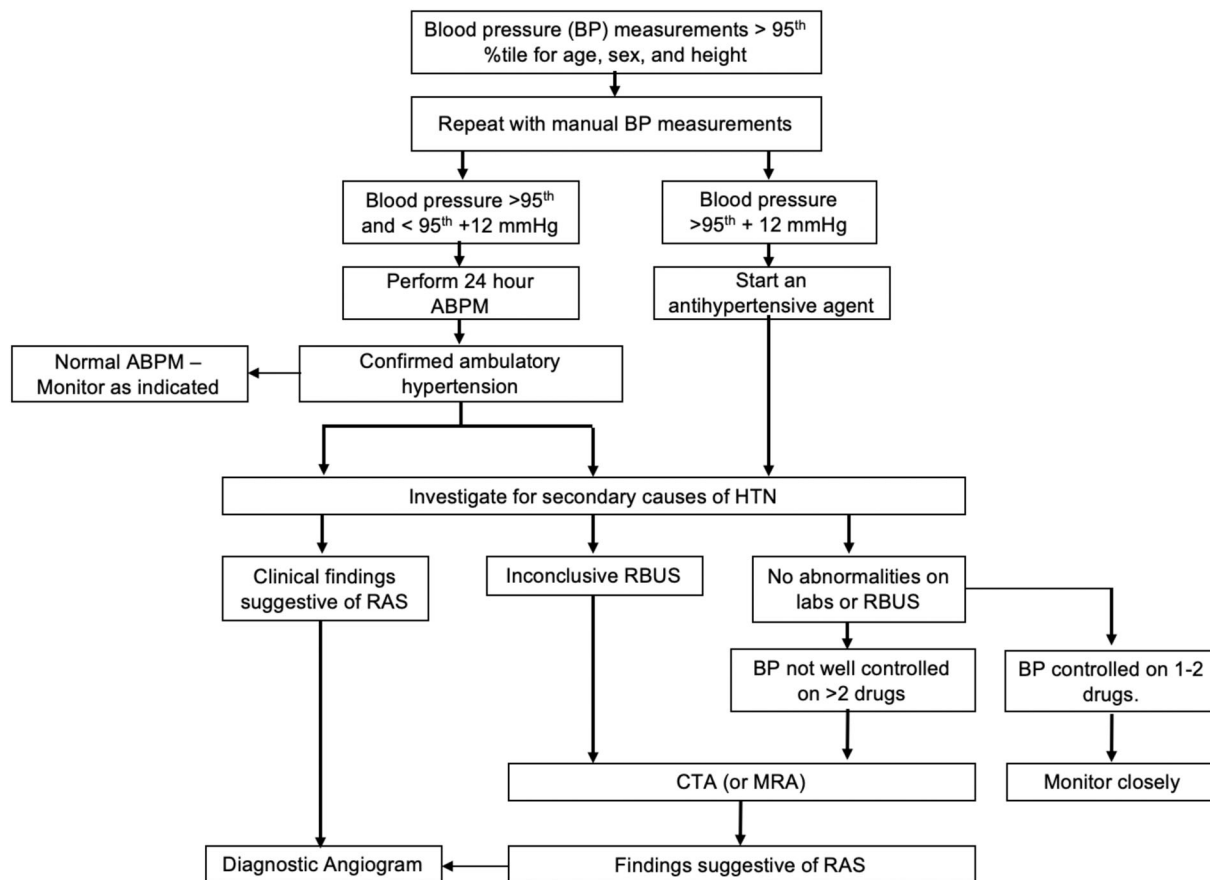 Blood pressure (BP) measurements > 95th
%tile for age, sex, and height
Repeat with manual BP measurements
Blood pressure >95th
and < 95th +12 mmHg
Blood pressure
>95th + 12 mmHg
Perform 24 hour
ABPM
Start an
antihypertensive agent
Normal ABPM –
Monitor as indicated
Confirmed ambulatory
hypertension
Investigate for secondary causes of HTN
Clinical findings
suggestive of RAS
Inconclusive RBUS
No abnormalities on
labs or RBUS
BP not well controlled
on >2 drugs
BP controlled on 1-2
drugs.
CTA (or MRA)
Monitor closely
Diagnostic Angiogram
Findings suggestive of RAS